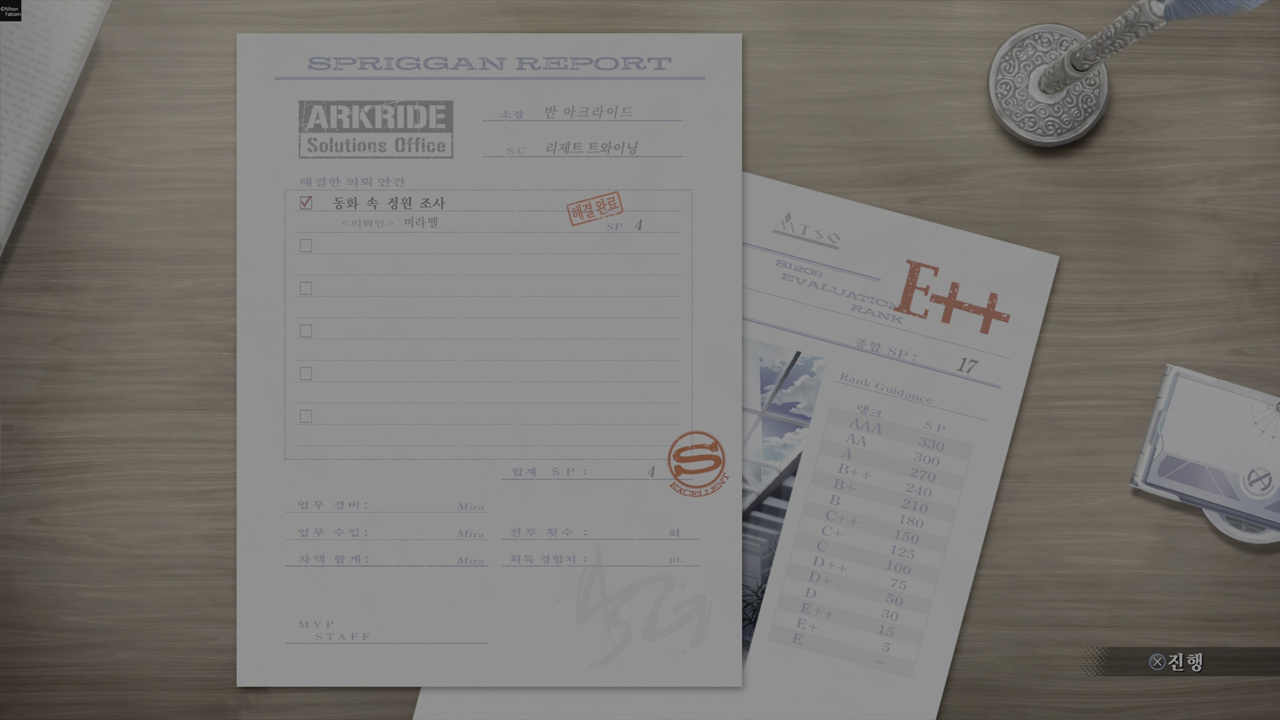 ©Nihon Falcom
SPRIGGAN REPORT
ARKRIDE
Solutions Office
소장 반 아크라이드
S.C 리제트 트와이닝
해결한 의뢰 안건
동화 속 정원 조사
해결완료
<의뢰인> 미라벨
SP 4
합계 SP: 4
S
EXCELLENT
업무 경비: Mira
업무 수입: Mira
전투 횟수: 회
차액 합계: Mira
획득 경험치: pt.
MVP
STAFF
S1209
EVALUATION
RANK
E++
종합 SP: 17
Rank Guidance
랭크 SP
AAA 330
AA 300
A 270
B++ 240
B+ 210
B 180
C++ 150
C+ 125
C 100
D++ 75
D+ 50
D 30
E++ 15
E+ 5
E –
진행